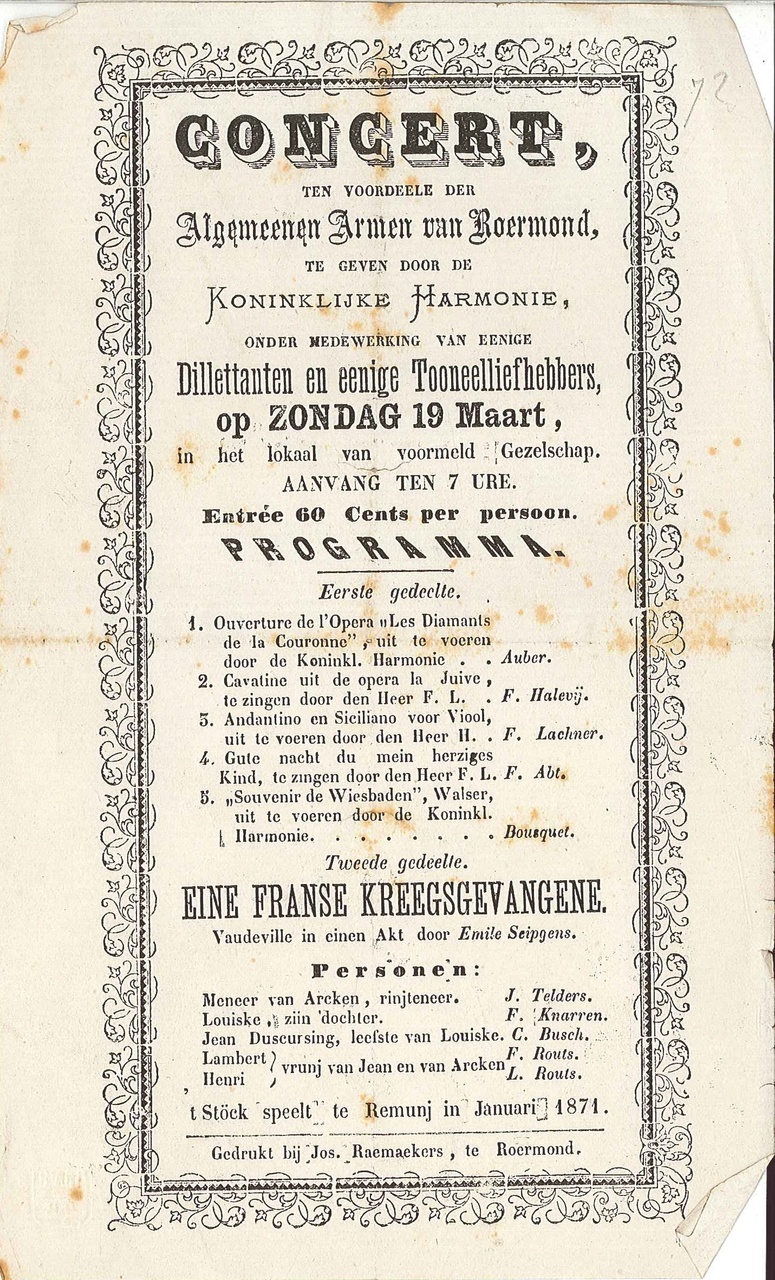 72
CONCERT,
TEN VOORDEELE DER
Algemeenen Armen van Roermond,
TE GEVEN DOOR DE
KONINKLIJKE HARMONIE,
ONDER MEDEWERKING VAN EENIGE
Dillettanten en eenige Tooneelliefhebbers,
op ZONDAG 19 Maart,
in het lokaal van voormeld Gezelschap.
AANVANG TEN 7 URE.
Entrée 60 Cents per persoon.
PROGRAMMA.
Eerste gedeelte.
1. Ouverture de l'Opera „Les Diamants
de la Couronne”, uit te voeren
door de Koninkl. Harmonie . . Auber.
2. Cavatine uit de opera la Juive,
te zingen door den Heer F. L. . F. Halevij.
3. Andantino en Siciliano voor Viool,
uit te voeren door den Heer H. . F. Lachner.
4. Gute nacht du mein herziges
Kind, te zingen door den Heer F. L. F. Abt.
5. „Souvenir de Wiesbaden”, Walser,
uit te voeren door de Koninkl.
Harmonie. . . . . . . . Bousquet.
Tweede gedeelte.
EINE FRANSE KREEGSGEVANGENE.
Vaudeville in einen Akt door Emile Seipgens.
Personen:
Meneer van Arcken, rinjteneer. J. Telders.
Louiske, ziin dochter. F. Knarren.
Jean Duscursing, leefste van Louiske. C. Busch.
Lambert } vrunj van Jean en van Arcken F. Routs.
Henri } L. Routs.
t Stöck speelt te Remunj in Januari 1871.
Gedrukt bij Jos. Raemaekers, te Roermond.